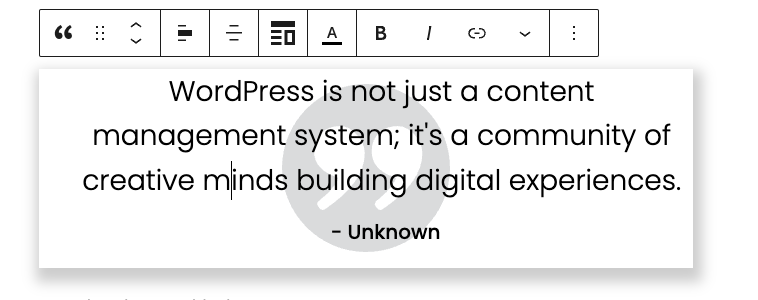 A B I
WordPress is not just a content
management system; it's a community of
creative minds building digital experiences.
- Unknown